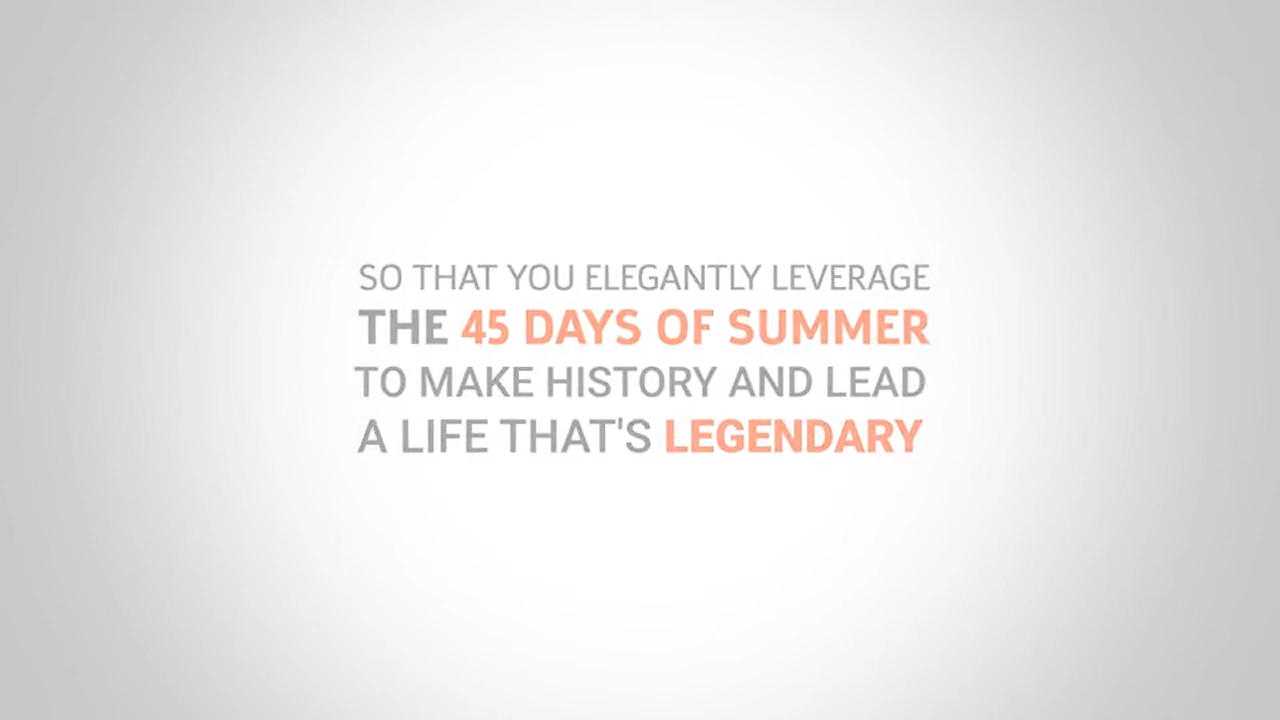 SO THAT YOU ELEGANTLY LEVERAGE
THE 45 DAYS OF SUMMER
TO MAKE HISTORY AND LEAD
A LIFE THAT'S LEGENDARY